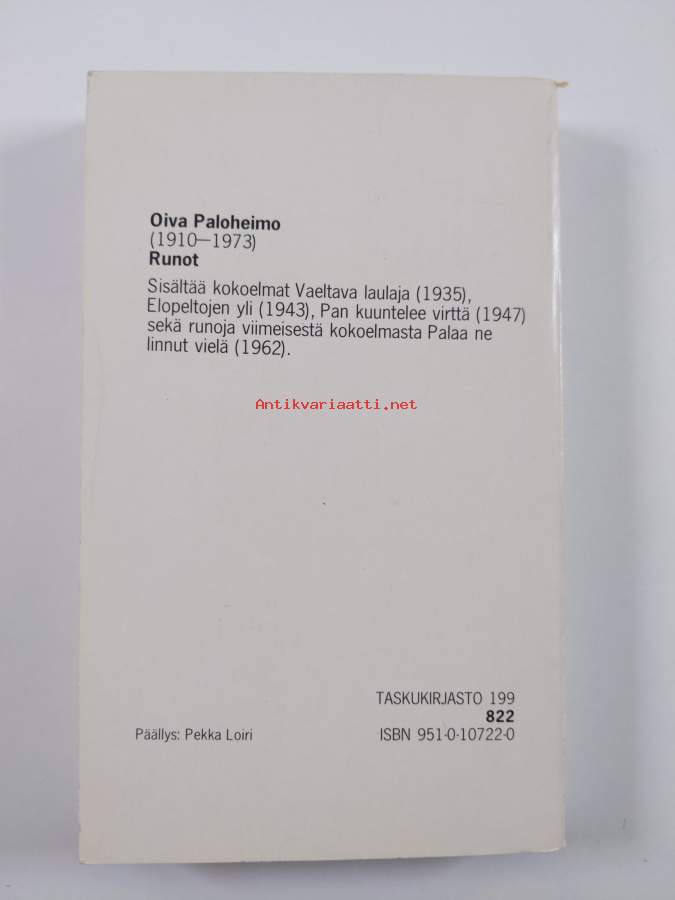 Oiva Paloheimo
(1910—1973)
Runot
Sisältää kokoelmat Vaeltava laulaja (1935),
Elopeltojen yli (1943), Pan kuuntelee virttä (1947)
sekä runoja viimeisestä kokoelmasta Palaa ne
linnut vielä (1962).
Antikvariaatti.net
TASKUKIRJASTO 199
822
Päällys: Pekka Loiri ISBN 951-0-10722-0